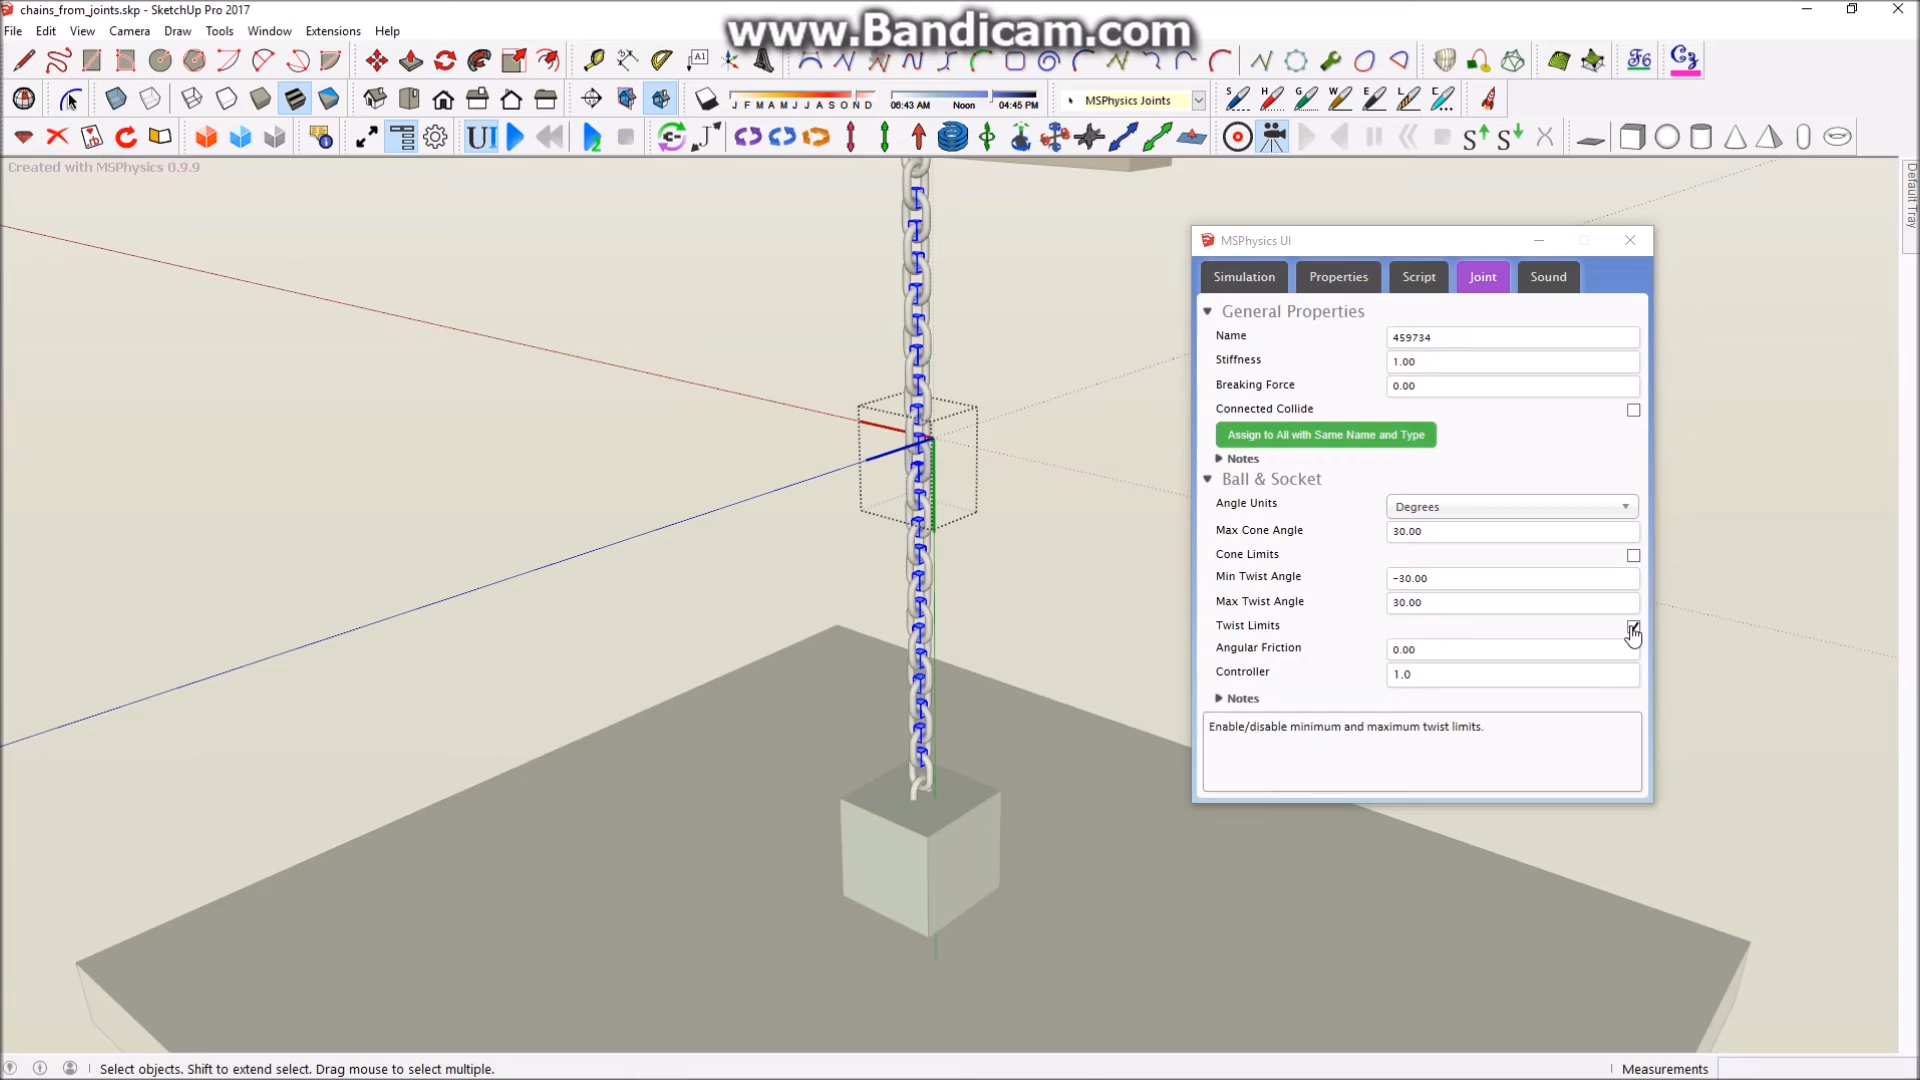 chains_from_joints.skp - SketchUp Pro 2017
www.Bandicam.com
File Edit View Camera Draw Tools Window Extensions Help
J F M A M J J A S O N D
06:43 AM Noon 04:45 PM
MSPhysics Joints
UI
Created with MSPhysics 0.9.9
Default Tray
MSPhysics UI
Simulation Properties Script Joint Sound
General Properties
Name 459734
Stiffness 1.00
Breaking Force 0.00
Connected Collide
Assign to All with Same Name and Type
Notes
Ball & Socket
Angle Units Degrees
Max Cone Angle 30.00
Cone Limits
Min Twist Angle -30.00
Max Twist Angle 30.00
Twist Limits
Angular Friction 0.00
Controller 1.0
Notes
Enable/disable minimum and maximum twist limits.
Select objects. Shift to extend select. Drag mouse to select multiple.
Measurements